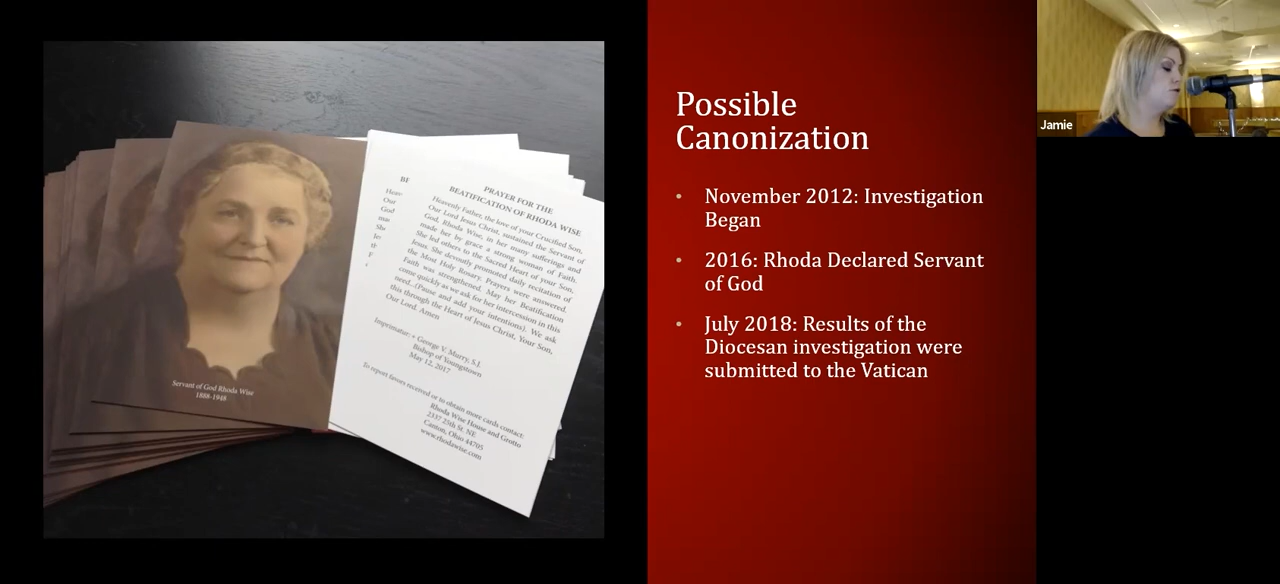 Servant of God Rhoda Wise
1888-1948
BE
Heav
Our
God
PRAYER FOR THE
BEATIFICATION OF RHODA WISE
Heavenly Father, the love of your Crucified Son,
Our Lord Jesus Christ, sustained the Servant of
God, Rhoda Wise, in her many sufferings and
made her by grace a strong woman of Faith.
She led others to the Sacred Heart of your Son,
Jesus. She devoutly promoted daily recitation of
the Most Holy Rosary. Prayers were answered,
Faith was strengthened. May her Beatification
come quickly as we ask for her intercession in this
need...(Pause and add your intentions). We ask
this through the Heart of Jesus Christ, Your Son,
Our Lord. Amen
Imprimatur: + George V. Murry, S.J.
Bishop of Youngstown
May 12, 2017
To report favors received or to obtain more cards contact:
Rhoda Wise House and Grotto
2337 25th St. NE
Canton, Ohio 44705
www.rhodawise.com
Possible
Canonization
• November 2012: Investigation
Began
• 2016: Rhoda Declared Servant
of God
• July 2018: Results of the
Diocesan investigation were
submitted to the Vatican
Jamie